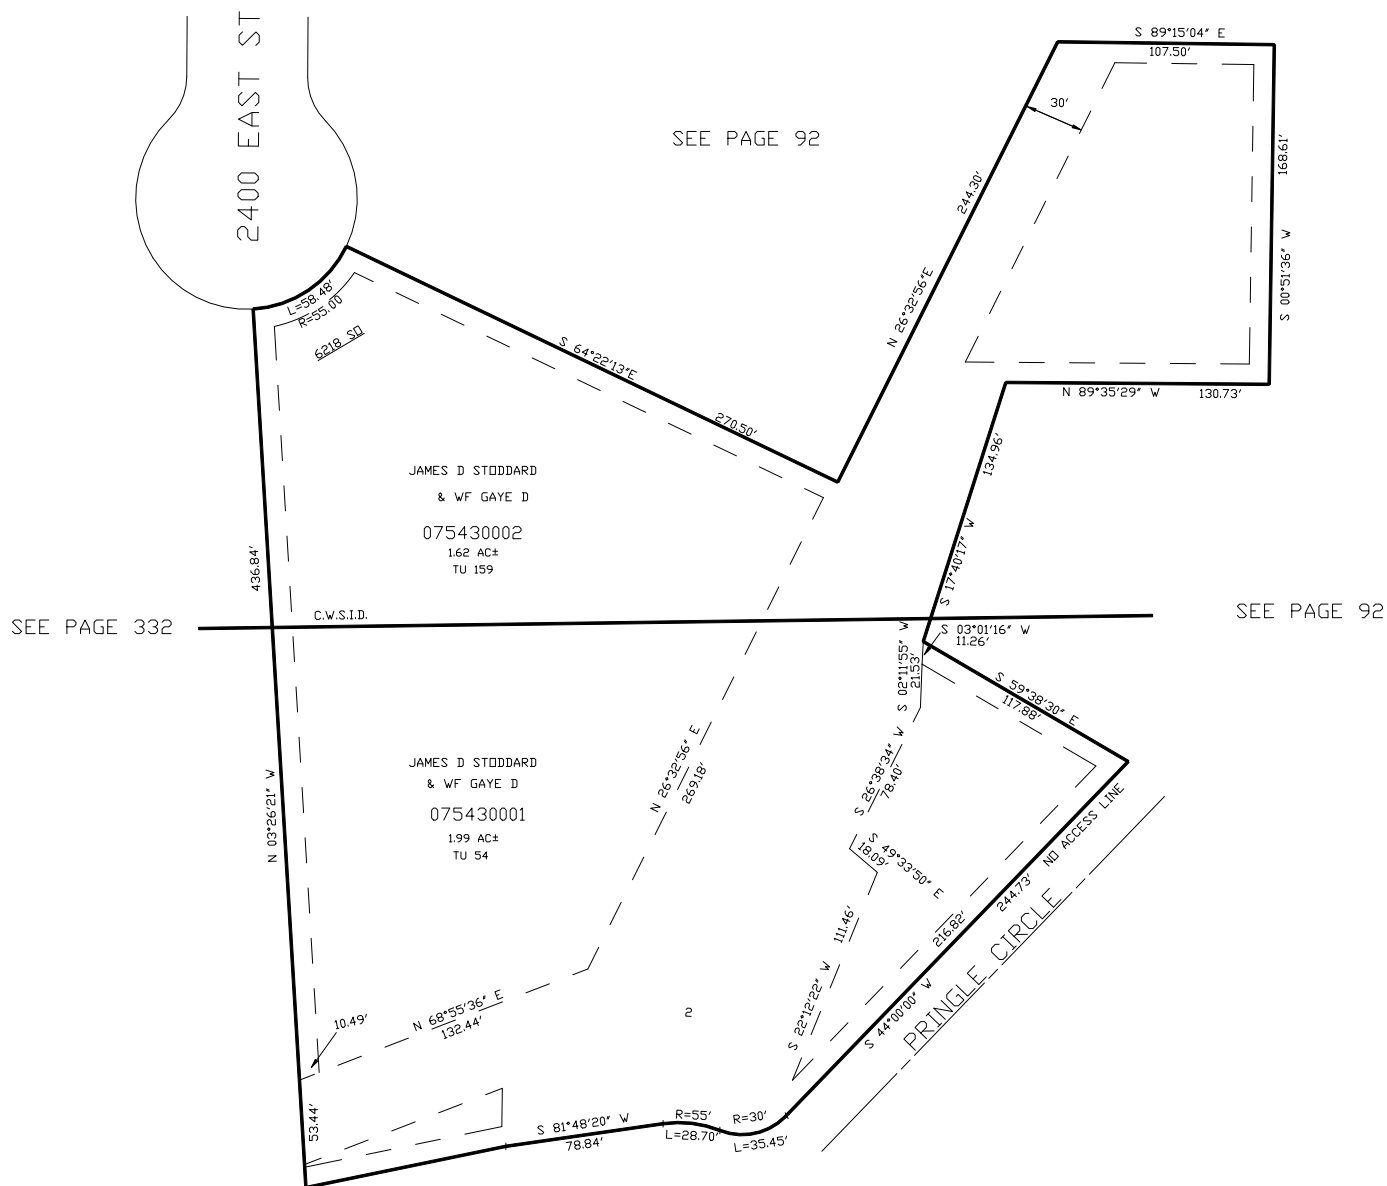 2400 EAST ST
S 89°15'04" E
107.50'
30'
SEE PAGE 92
168.61'
S 00°51'36" W
244.30'
N 26°32'56"E
L=58.48'
R=55.00
6218 SQ
S 64°22'13"E
270.50'
N 89°35'29" W
130.73'
134.96'
S 17°40'17" W
JAMES D STODDARD
& WF GAYE D
075430002
1.62 AC±
TU 159
436.84'
C.W.S.I.D.
SEE PAGE 332
SEE PAGE 92
S 03°01'16" W
11.26'
S 02°11'55" W
21.53'
S 59°38'30" E
117.88'
N 26°32'56" E
269.18'
S 26°38'34" W
78.40'
JAMES D STODDARD
& WF GAYE D
075430001
1.99 AC±
TU 54
N 03°26'21" W
S 49°33'50" E
18.09'
NO ACCESS LINE
244.73'
216.82'
111.46'
S 22°12'22" W
S 44°00'00" W
PRINGLE CIRCLE
10.49'
N 68°55'36" E
132.44'
2
53.44'
S 81°48'20" W
78.84'
R=55'
L=28.70'
R=30'
L=35.45'